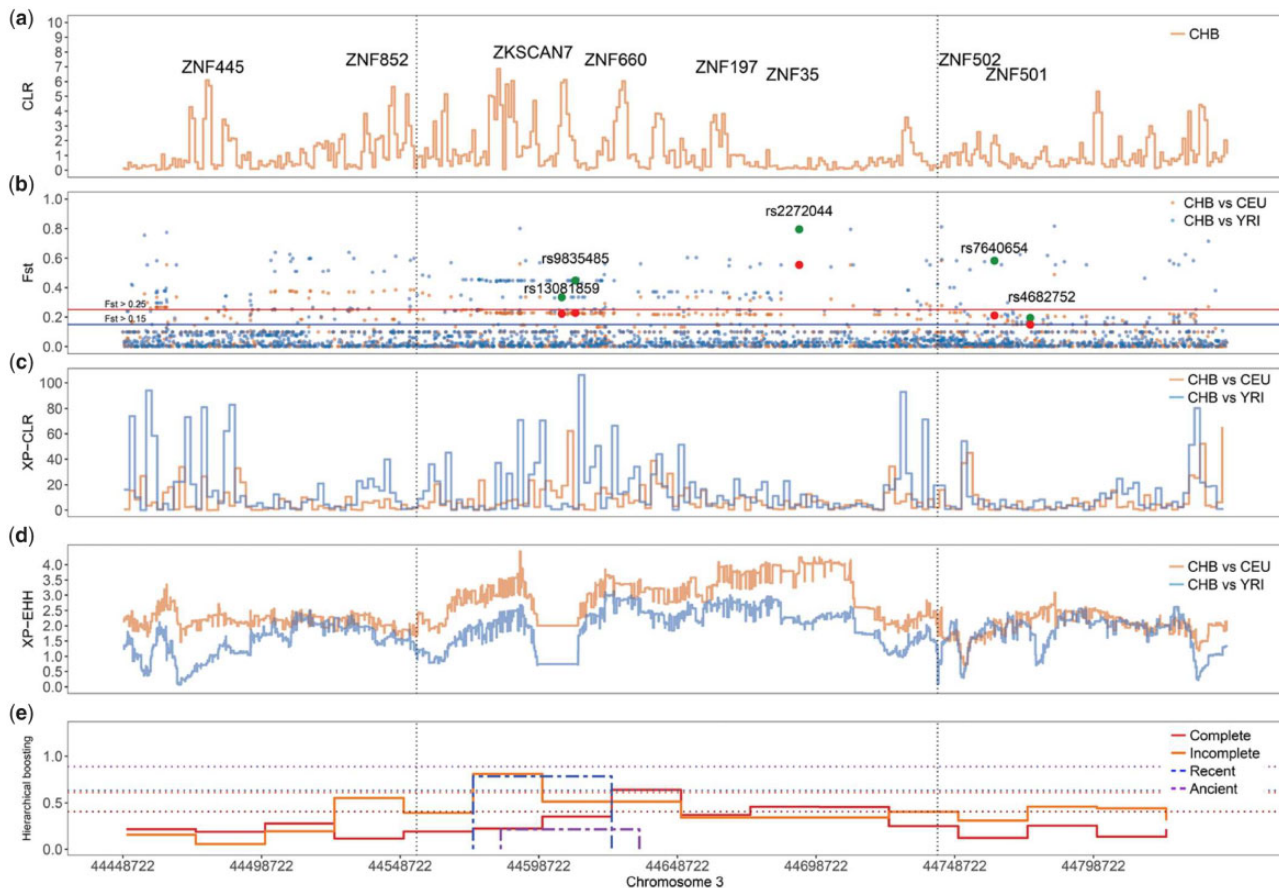 (a)
CLR
10
9
8
7
6
5
4
3
2
1
0
ZNF445
ZNF852
ZKSCAN7
ZNF660
ZNF197
ZNF35
ZNF502
ZNF501
CHB
(b)
Fst
1.0
0.8
0.6
0.4
0.2
0.0
Fst > 0.25
Fst > 0.15
rs9835485
rs13081859
rs2272044
rs7640654
rs4682752
CHB vs CEU
CHB vs YRI
(c)
XP-CLR
100
80
60
40
20
0
CHB vs CEU
CHB vs YRI
(d)
XP-EHH
4.0
3.5
3.0
2.5
2.0
1.5
1.0
0.5
0.0
CHB vs CEU
CHB vs YRI
(e)
Hierarchical boosting
1.0
0.5
0.0
Complete
Incomplete
Recent
Ancient
44448722 44498722 44548722 44598722 44648722 44698722 44748722 44798722
Chromosome 3